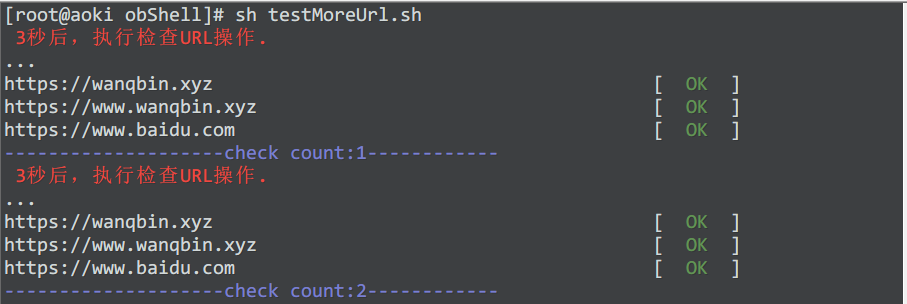 [root@aoki obShell]# sh testMoreUrl.sh
3秒后，执行检查URL操作.
...
https://wanqbin.xyz [ OK ]
https://www.wanqbin.xyz [ OK ]
https://www.baidu.com [ OK ]
--------------------check count:1------------
3秒后，执行检查URL操作.
...
https://wanqbin.xyz [ OK ]
https://www.wanqbin.xyz [ OK ]
https://www.baidu.com [ OK ]
--------------------check count:2------------